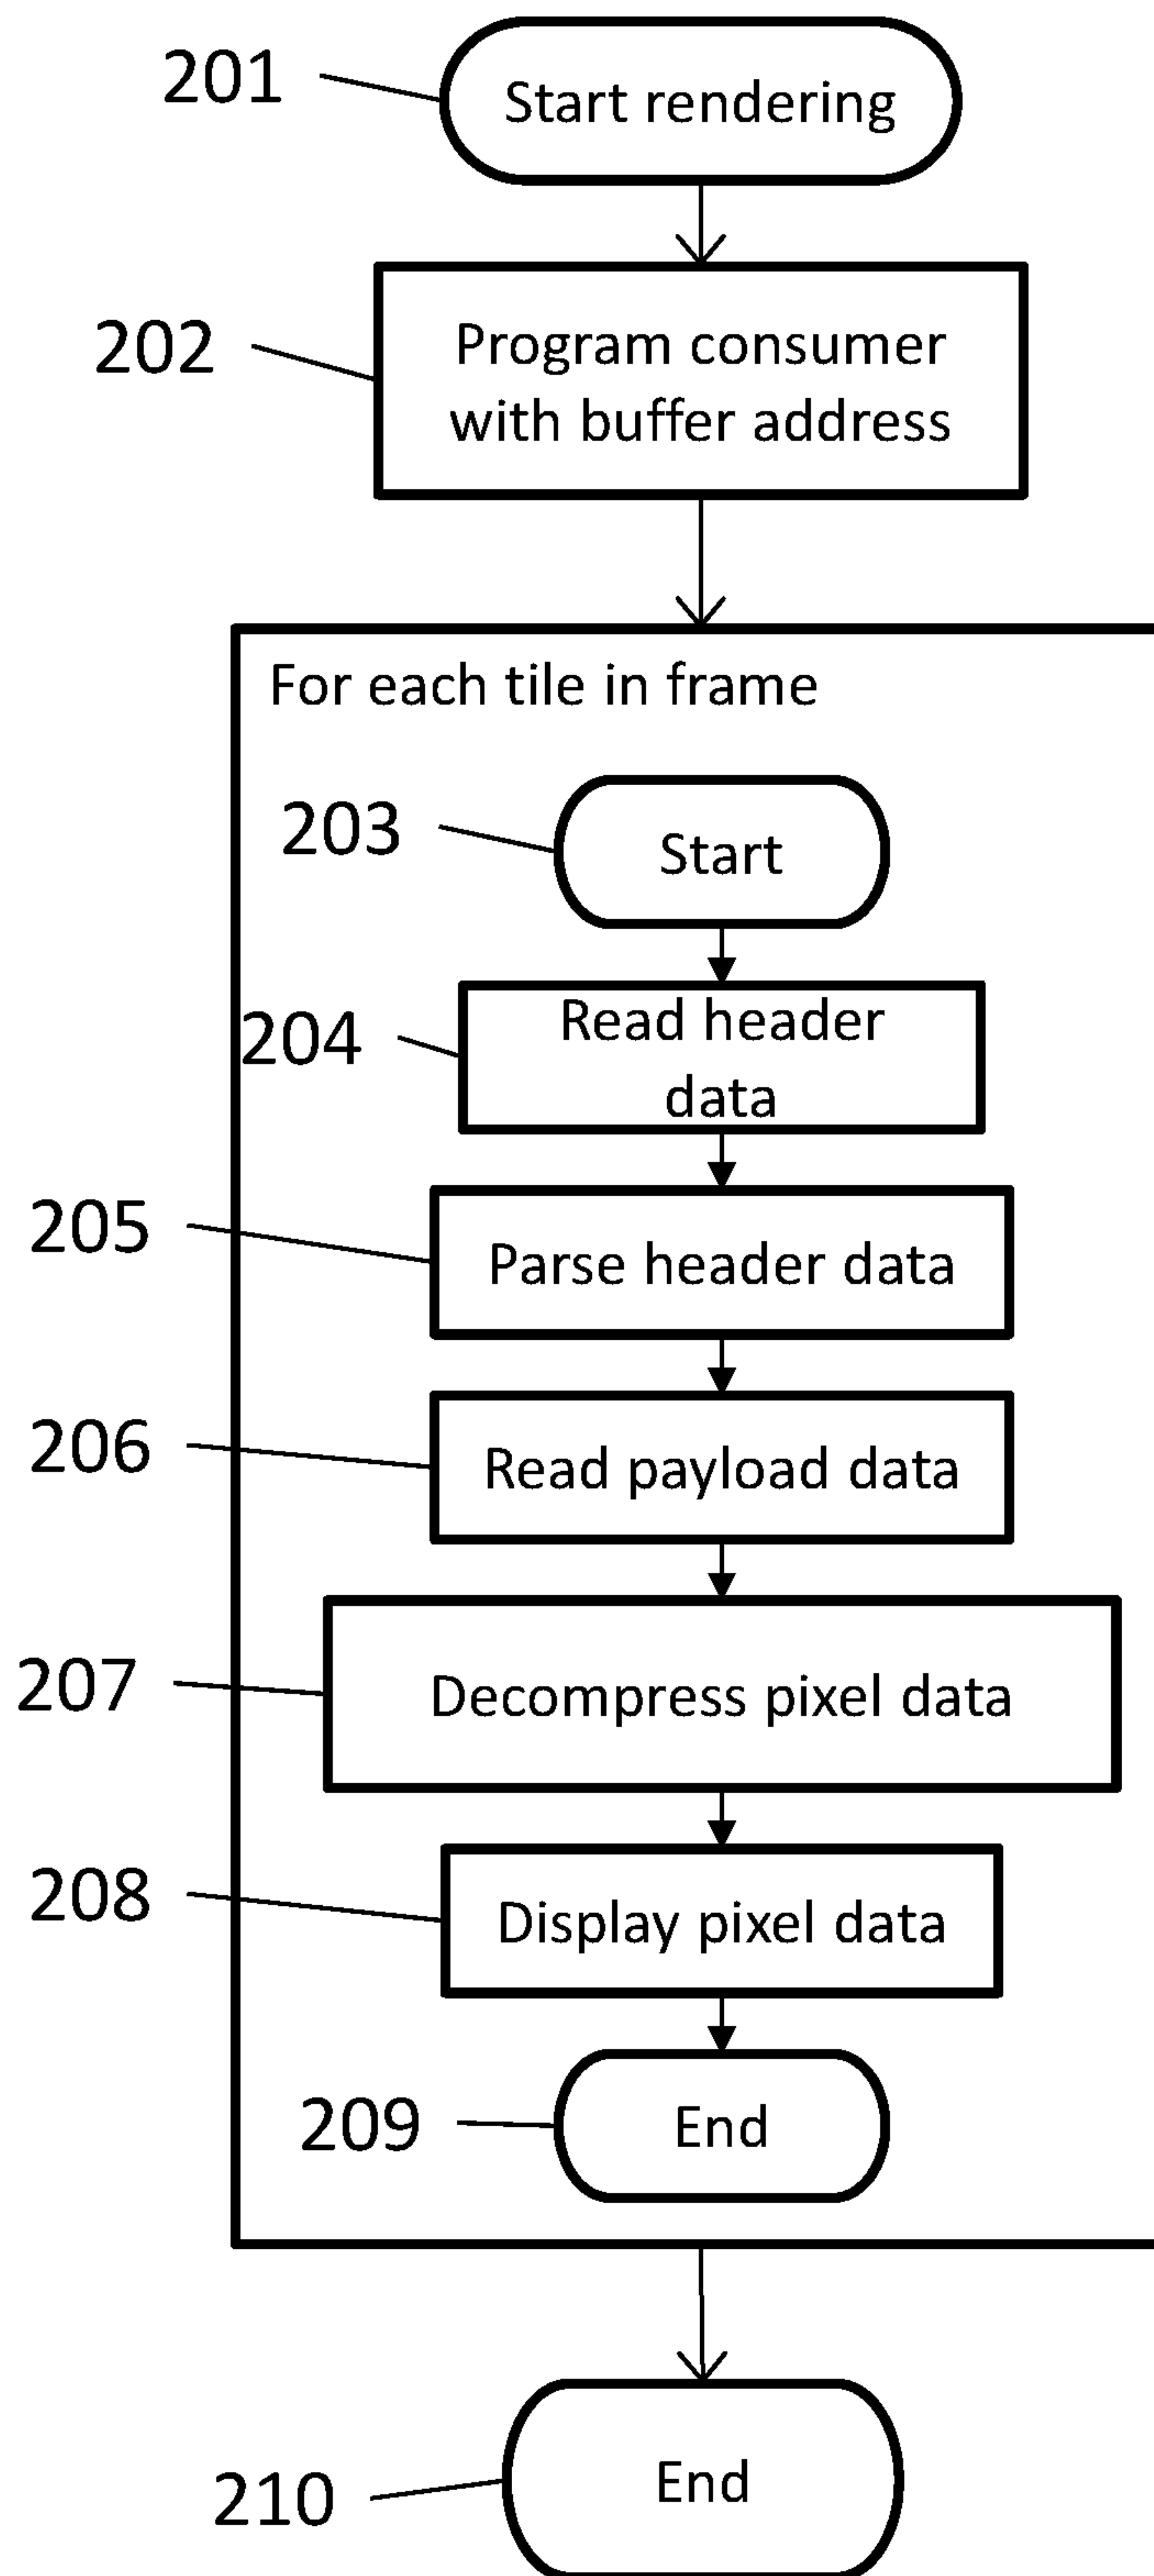 201
Start rendering
202
Program consumer
with buffer address
For each tile in frame
203
Start
204
Read header
data
205
Parse header data
206
Read payload data
207
Decompress pixel data
208
Display pixel data
209
End
210
End